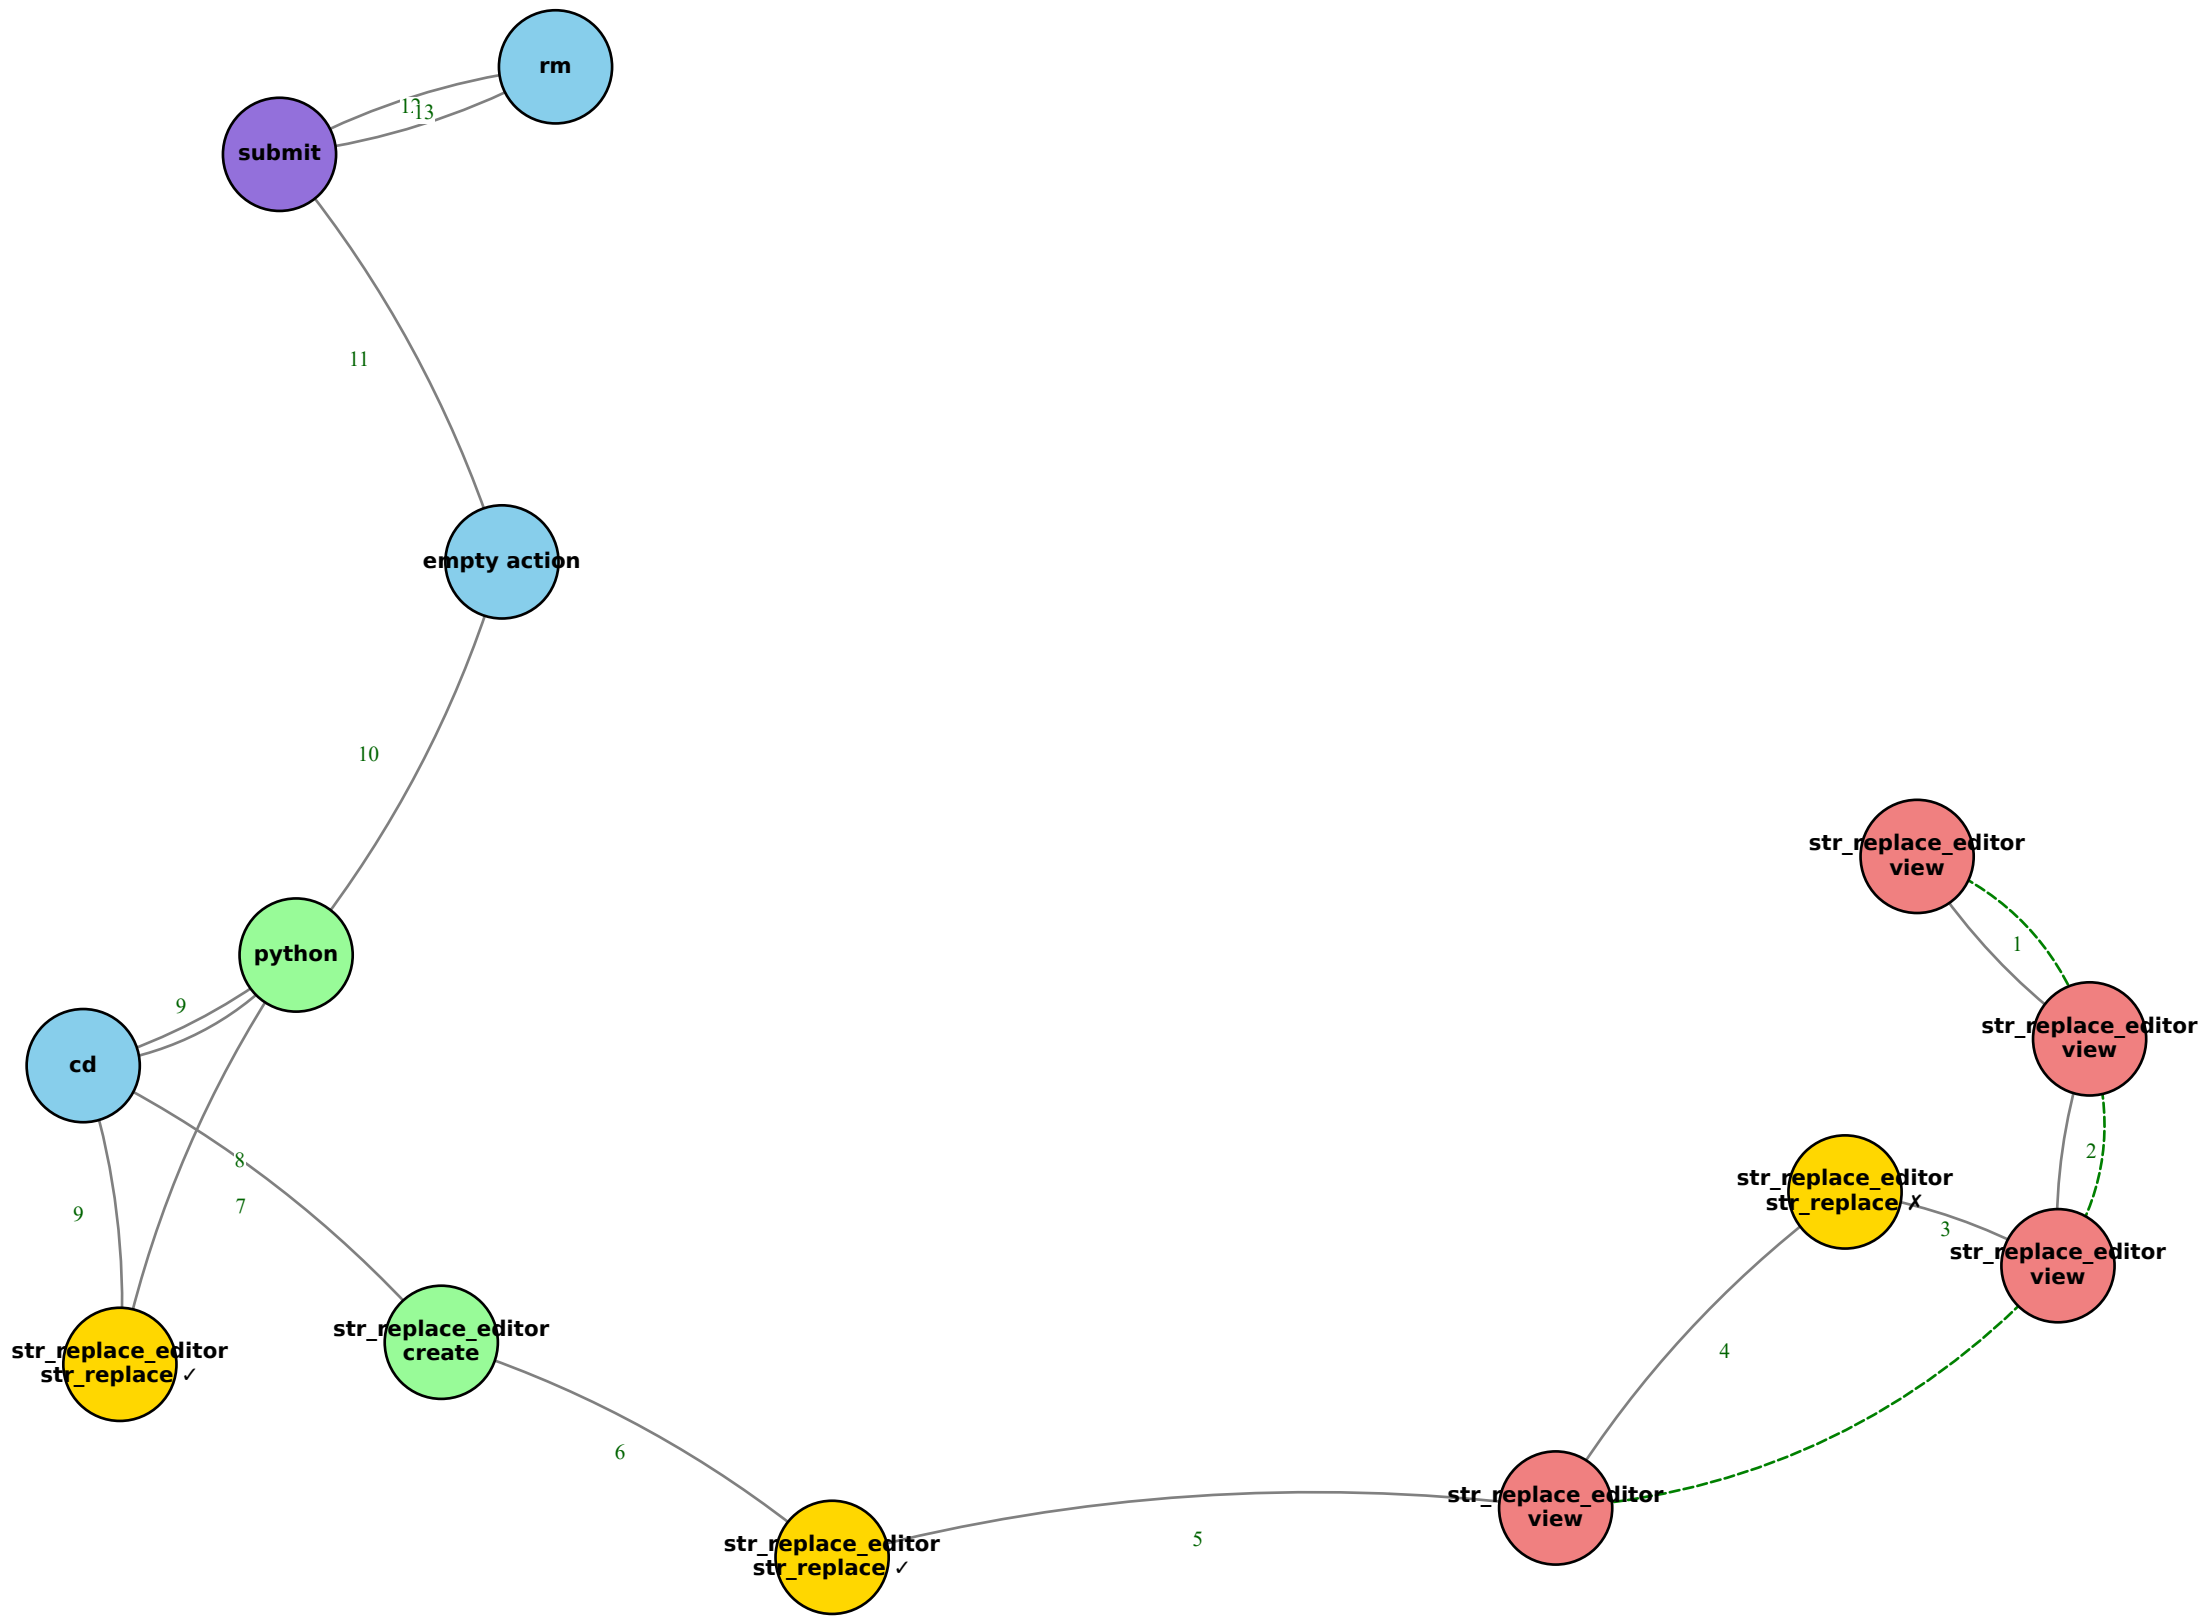 rm
12
13
submit
11
empty action
10
str_replace_editor
view
1
python
9
str_replace_editor
view
cd
2
8
str_replace_editor
str_replace ✗
7
9
3
str_replace_editor
view
str_replace_editor
create
str_replace_editor
str_replace ✓
4
6
str_replace_editor
view
5
str_replace_editor
str_replace ✓